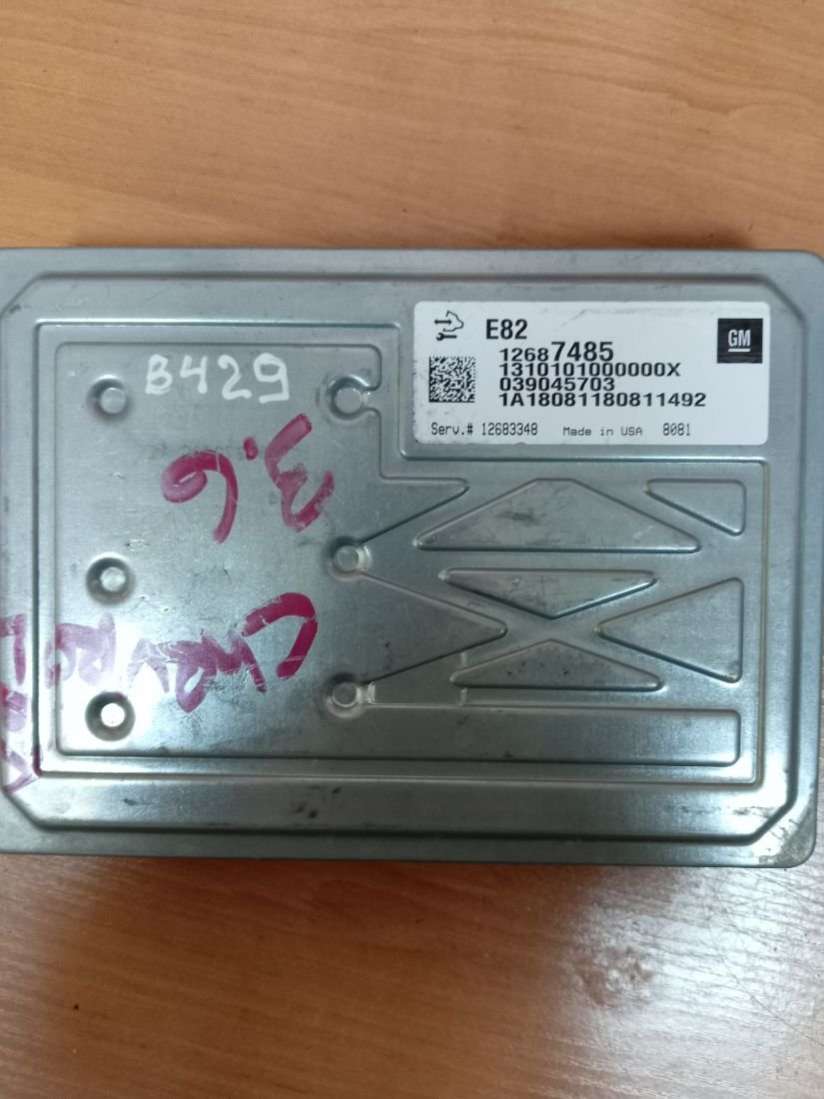 E82
GM
12687485
1310101000000X
039045703
1A18081180811492
Serv.# 12683348 Made in USA 8081
B429
3.6